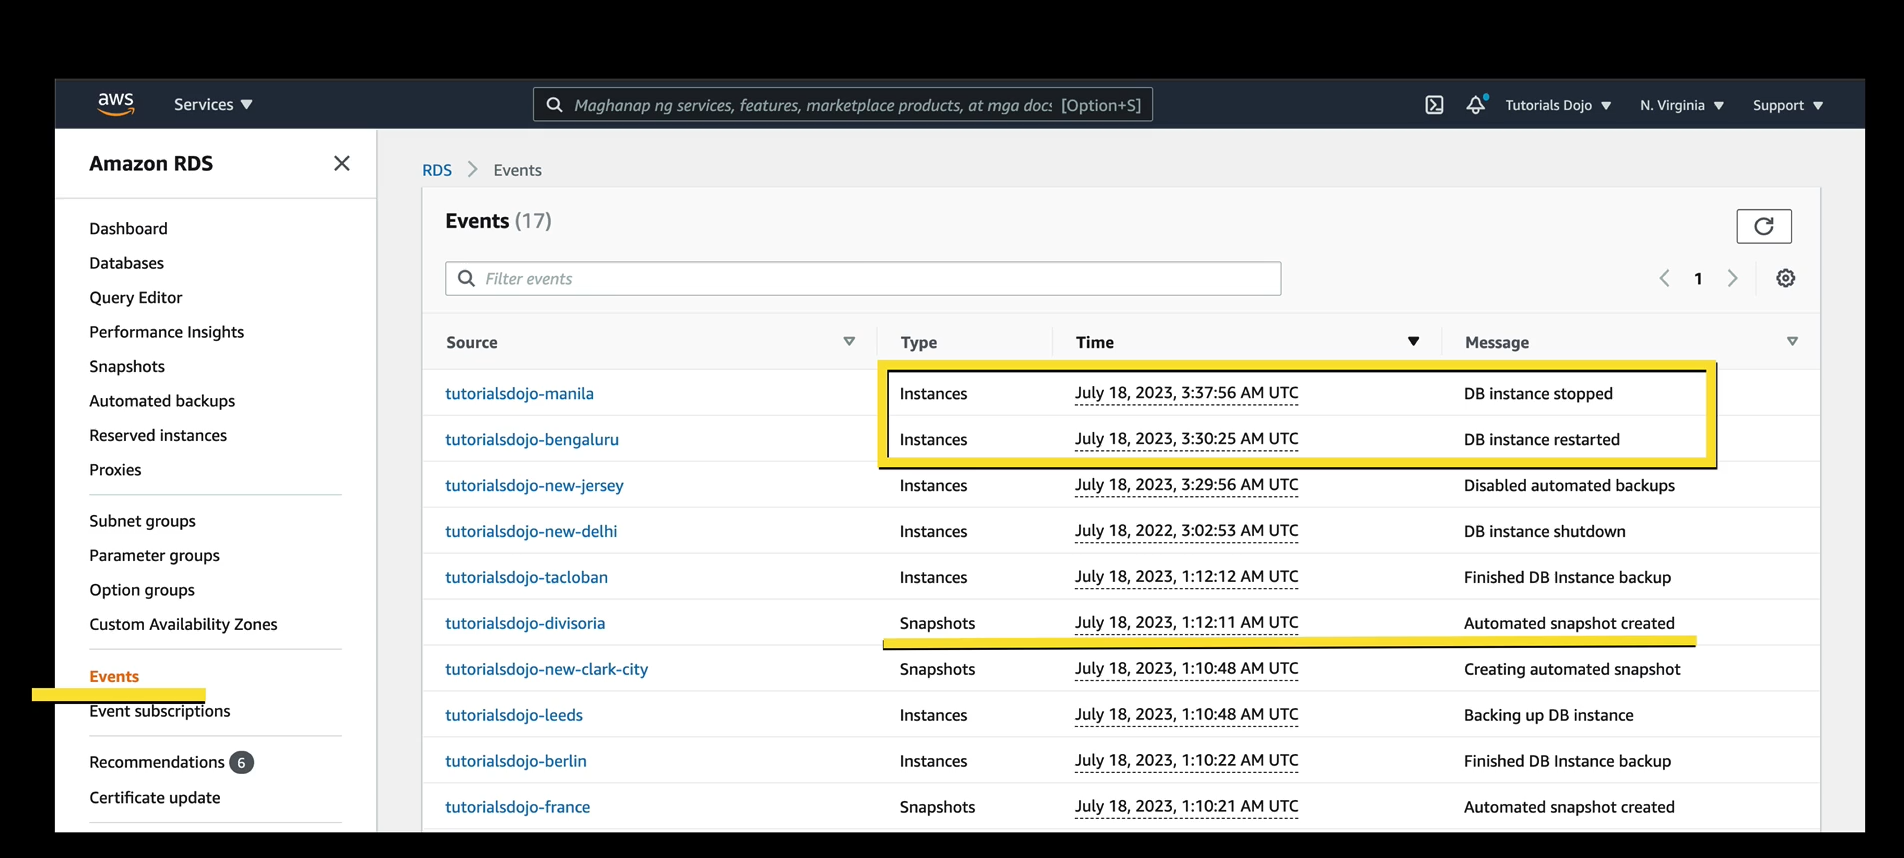 aws Services Maghanap ng services, features, marketplace products, at mga docs [Option+S] Tutorials Dojo N. Virginia Support
Amazon RDS
Dashboard
Databases
Query Editor
Performance Insights
Snapshots
Automated backups
Reserved instances
Proxies
Subnet groups
Parameter groups
Option groups
Custom Availability Zones
Events
Event subscriptions
Recommendations 6
Certificate update
RDS Events
Events (17)
Filter events 1
Source Type Time Message
tutorialsdojo-manila Instances July 18, 2023, 3:37:56 AM UTC DB instance stopped
tutorialsdojo-bengaluru Instances July 18, 2023, 3:30:25 AM UTC DB instance restarted
tutorialsdojo-new-jersey Instances July 18, 2023, 3:29:56 AM UTC Disabled automated backups
tutorialsdojo-new-delhi Instances July 18, 2022, 3:02:53 AM UTC DB instance shutdown
tutorialsdojo-tacloban Instances July 18, 2023, 1:12:12 AM UTC Finished DB Instance backup
tutorialsdojo-divisoria Snapshots July 18, 2023, 1:12:11 AM UTC Automated snapshot created
tutorialsdojo-new-clark-city Snapshots July 18, 2023, 1:10:48 AM UTC Creating automated snapshot
tutorialsdojo-leeds Instances July 18, 2023, 1:10:48 AM UTC Backing up DB instance
tutorialsdojo-berlin Instances July 18, 2023, 1:10:22 AM UTC Finished DB Instance backup
tutorialsdojo-france Snapshots July 18, 2023, 1:10:21 AM UTC Automated snapshot created